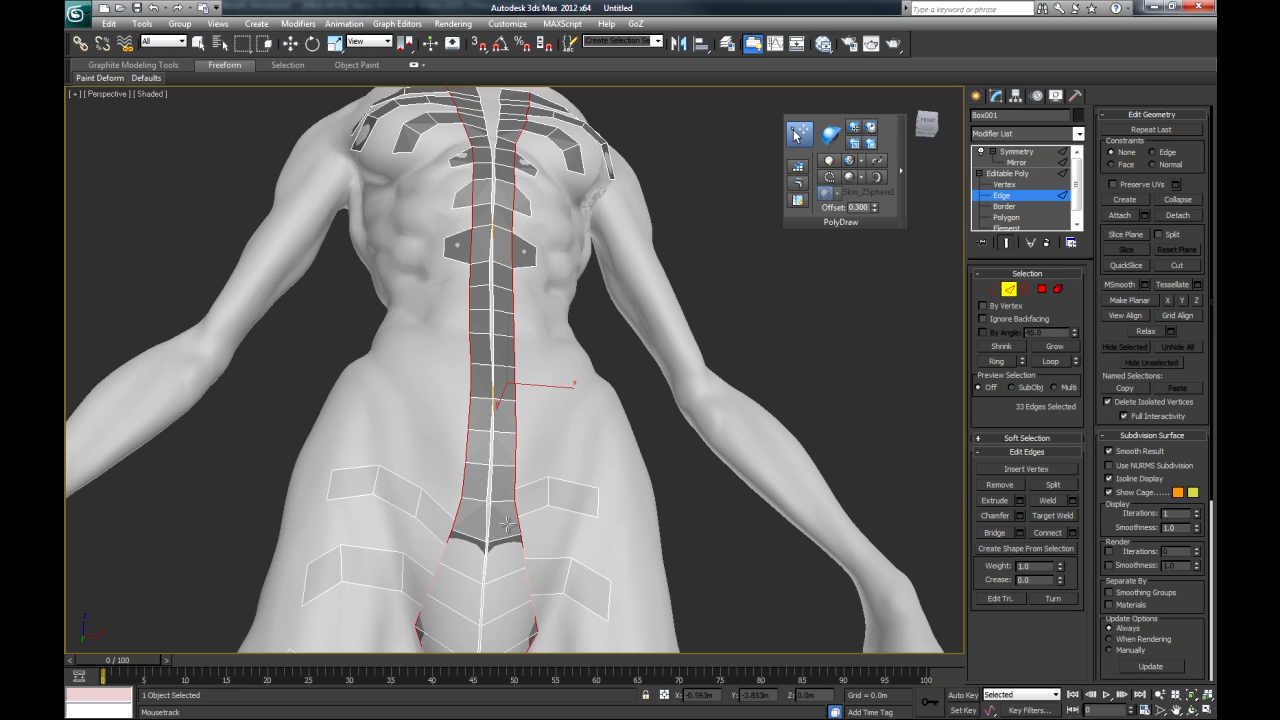 Autodesk 3ds Max 2012 x64 Untitled
Type a keyword or phrase
Edit Tools Group Views Create Modifiers Animation Graph Editors Rendering Customize MAXScript Help GoZ
All View Create Selection Se
Graphite Modeling Tools Freeform Selection Object Paint
Paint Deform Defaults
[ + ] [ Perspective ] [ Shaded ]
FRONT
Skin_ZSphere1
Offset: 0.300
PolyDraw
x
z
Box001
Modifier List
Symmetry
Mirror
Editable Poly
Vertex
Edge
Border
Polygon
Element
Selection
By Vertex
Ignore Backfacing
By Angle: 45.0
Shrink Grow
Ring Loop
Preview Selection
Off SubObj Multi
33 Edges Selected
Soft Selection
Edit Edges
Insert Vertex
Remove Split
Extrude Weld
Chamfer Target Weld
Bridge Connect
Create Shape From Selection
Weight: 1.0
Crease: 0.0
Edit Tri. Turn
Edit Geometry
Repeat Last
Constraints
None Edge
Face Normal
Preserve UVs
Create Collapse
Attach Detach
Slice Plane Split
Slice Reset Plane
QuickSlice Cut
MSmooth Tessellate
Make Planar X Y Z
View Align Grid Align
Relax
Hide Selected Unhide All
Hide Unselected
Named Selections:
Copy Paste
Delete Isolated Vertices
Full Interactivity
Subdivision Surface
Smooth Result
Use NURMS Subdivision
Isoline Display
Show Cage......
Display
Iterations: 1
Smoothness: 1.0
Render
Iterations: 0
Smoothness: 1.0
Separate By
Smoothing Groups
Materials
Update Options
Always
When Rendering
Manually
Update
< 0 / 100 >
0 5 10 15 20 25 30 35 40 45 50 55 60 65 70 75 80 85 90 95 100
1 Object Selected X: -0.593m Y: -3.853m Z: 0.0m Grid = 0.0m Auto Key Selected
Mousetrack Add Time Tag Set Key Key Filters... 0